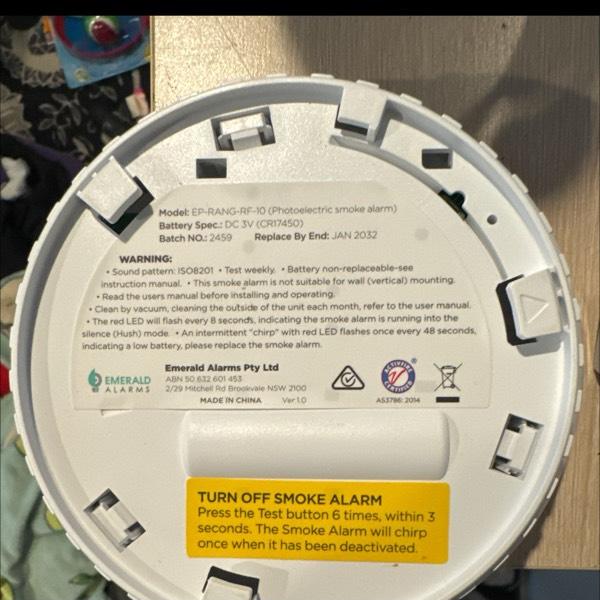 Model: EP-RANG-RF-10 (Photoelectric smoke alarm)
Battery Spec.: DC 3V (CR17450)
Batch NO.: 2459 Replace By End: JAN 2032
WARNING:
• Sound pattern: ISO8201 • Test weekly. • Battery non-replaceable-see
instruction manual. • This smoke alarm is not suitable for wall (vertical) mounting.
• Read the users manual before installing and operating.
• Clean by vacuum, cleaning the outside of the unit each month, refer to the user manual.
• The red LED will flash every 8 seconds, indicating the smoke alarm is running into the
silence (Hush) mode. • An intermittent "chirp" with red LED flashes once every 48 seconds,
indicating a low battery, please replace the smoke alarm.
EMERALD
ALARMS
Emerald Alarms Pty Ltd
ABN 50 632 601 453
2/29 Mitchell Rd Brookvale NSW 2100
MADE IN CHINA Ver 1.0
ACTIVFIRE
CERTIFIED
AS3786: 2014
TURN OFF SMOKE ALARM
Press the Test button 6 times, within 3
seconds. The Smoke Alarm will chirp
once when it has been deactivated.